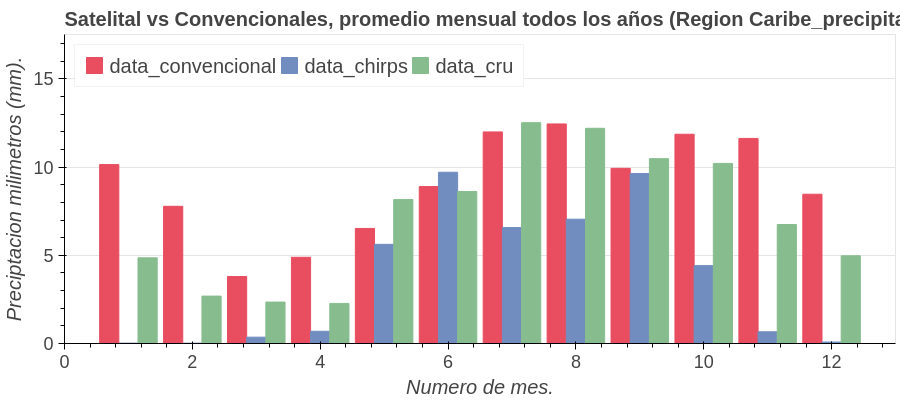 Satelital vs Convencionales, promedio mensual todos los años (Region Caribe_precipita
data_convencional data_chirps data_cru
Preciptacion milimetros (mm).
15
10
5
0
0 2 4 6 8 10 12
Numero de mes.